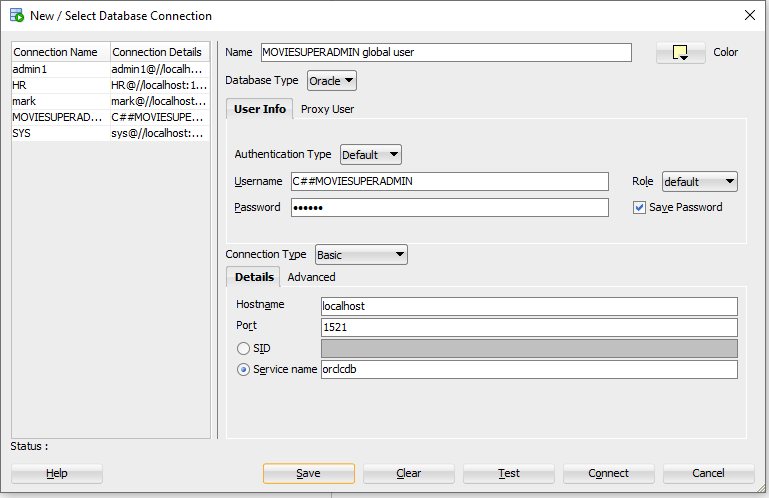 New / Select Database Connection
Connection Name Connection Details
admin1 admin1@//localh...
HR HR@//localhost:1...
mark mark@//localhost...
MOVIESUPERAD... C##MOVIESUPE...
SYS sys@//localhost:...
Name MOVIESUPERADMIN global user Color
Database Type Oracle
User Info Proxy User
Authentication Type Default
Username C##MOVIESUPERADMIN Role default
Password •••••• Save Password
Connection Type Basic
Details Advanced
Hostname localhost
Port 1521
SID
Service name orclcdb
Status :
Help Save Clear Test Connect Cancel